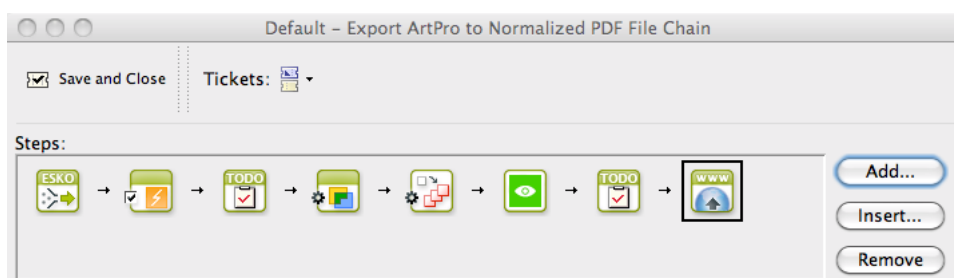 Default – Export ArtPro to Normalized PDF File Chain
Save and Close
Tickets:
Steps:
ESKO
TODO
TODO
WWW
Add...
Insert...
Remove